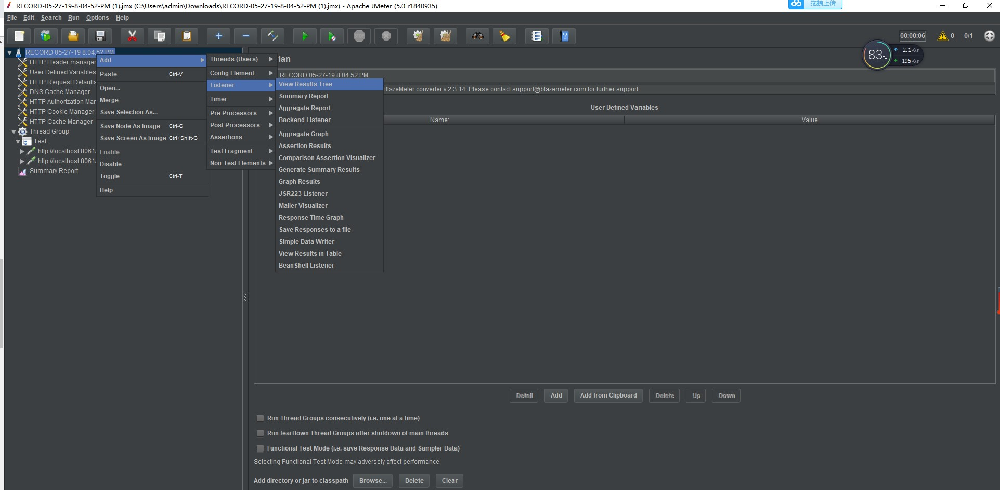 RECORD-05-27-19-8-04-52-PM (1).jmx (C:\Users\admin\Downloads\RECORD-05-27-19-8-04-52-PM (1).jmx) - Apache JMeter (5.0 r1840935)
拖拽上传
File Edit Search Run Options Help
STOP
00:00:06 0 0/1
83% 2.1K/s
195K/s
RECORD 05-27-19 8.04.52 PM
HTTP Header manager
User Defined Variables
HTTP Request Defaults
DNS Cache Manager
HTTP Authorization Man
HTTP Cookie Manager
HTTP Cache Manager
Thread Group
Test
http://localhost:8061/
http://localhost:8061/
Summary Report
Add
Paste Ctrl-V
Open...
Merge
Save Selection As...
Save Node As Image Ctrl-G
Save Screen As Image Ctrl+Shift-G
Enable
Disable
Toggle Ctrl-T
Help
Threads (Users)
Config Element
Listener
Timer
Pre Processors
Post Processors
Assertions
Test Fragment
Non-Test Elements
View Results Tree
Summary Report
Aggregate Report
Backend Listener
Aggregate Graph
Assertion Results
Comparison Assertion Visualizer
Generate Summary Results
Graph Results
JSR223 Listener
Mailer Visualizer
Response Time Graph
Save Responses to a file
Simple Data Writer
View Results in Table
BeanShell Listener
lan
RECORD 05-27-19 8.04.52 PM
BlazeMeter converter v.2.3.14. Please contact support@blazemeter.com for further support.
User Defined Variables
Name: Value
Detail Add Add from Clipboard Delete Up Down
Run Thread Groups consecutively (i.e. one at a time)
Run tearDown Thread Groups after shutdown of main threads
Functional Test Mode (i.e. save Response Data and Sampler Data)
Selecting Functional Test Mode may adversely affect performance.
Add directory or jar to classpath Browse... Delete Clear